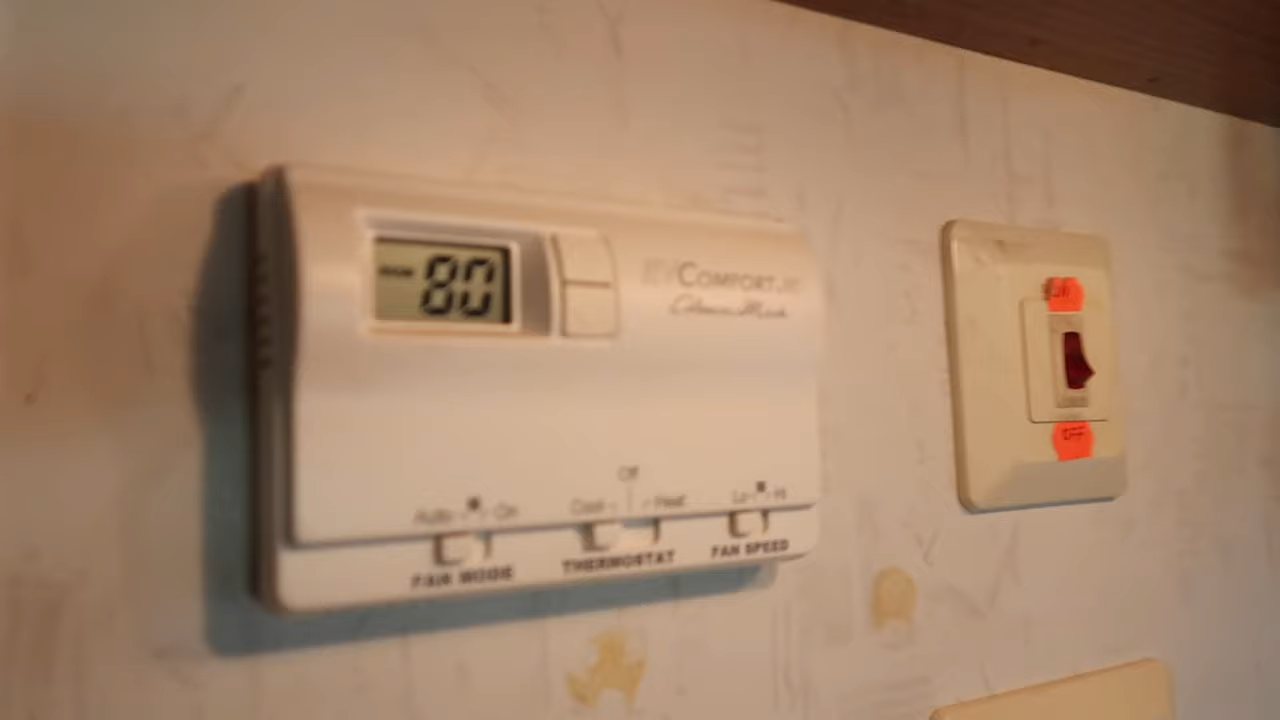 80
COMFORT
Off
Auto On
Cool Heat
Lo Hi
FAN MODE
THERMOSTAT
FAN SPEED